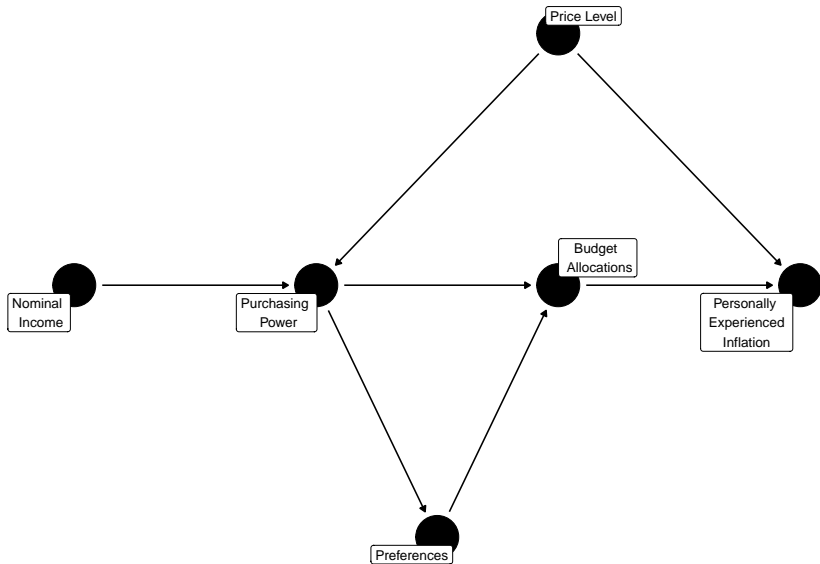 Price Level
Budget
Allocations
Nominal
Income
Purchasing
Power
Personally
Experienced
Inflation
Preferences